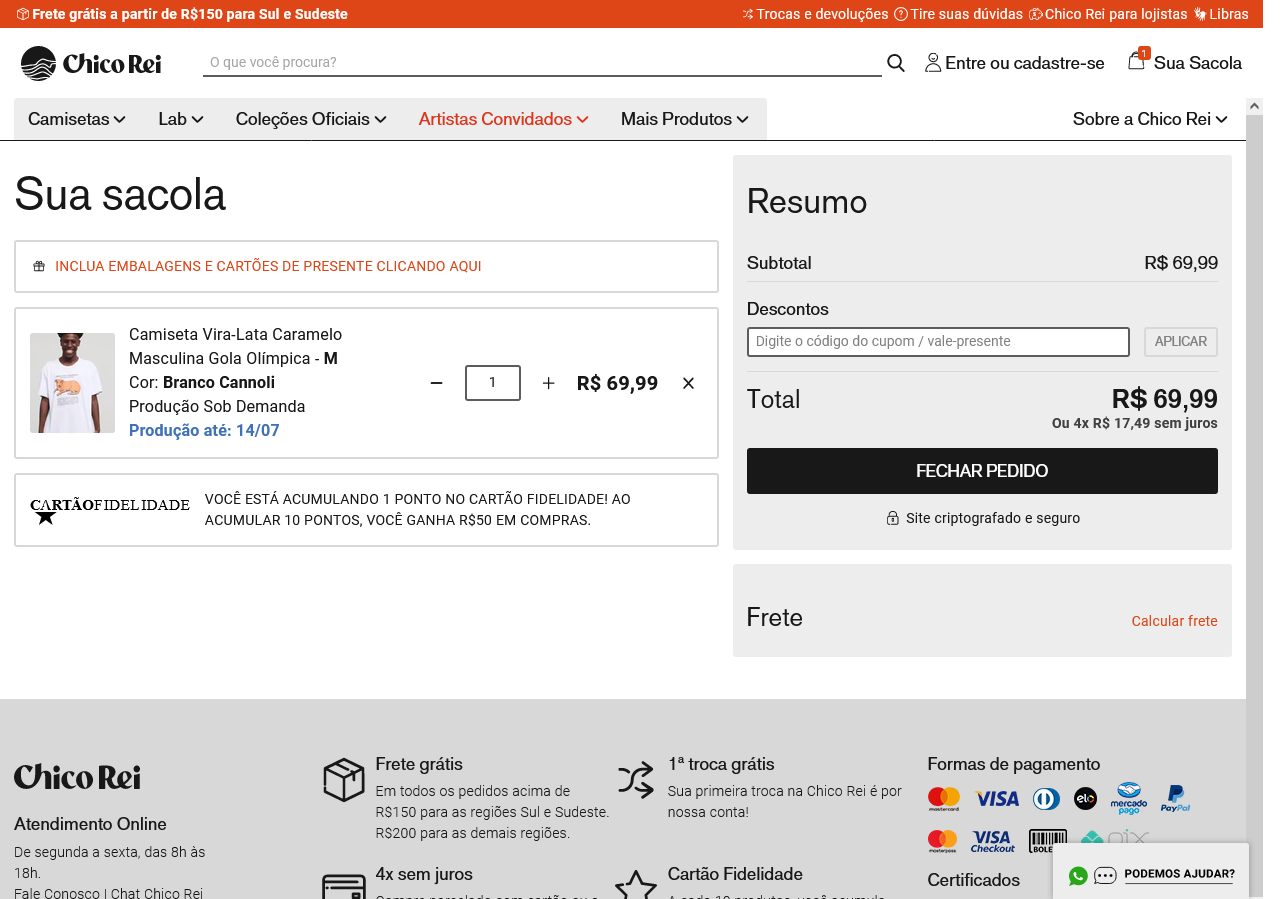 Frete grátis a partir de R$150 para Sul e Sudeste
Trocas e devoluções Tire suas dúvidas Chico Rei para lojistas Libras
Chico Rei
O que você procura?
Entre ou cadastre-se
1
Sua Sacola
Camisetas Lab Coleções Oficiais Artistas Convidados Mais Produtos
Sobre a Chico Rei
Sua sacola
INCLUA EMBALAGENS E CARTÕES DE PRESENTE CLICANDO AQUI
Camiseta Vira-Lata Caramelo
Masculina Gola Olímpica - M
Cor: Branco Cannoli
Produção Sob Demanda
Produção até: 14/07
1
R$ 69,99
CARTÃOFIDELIDADE
VOCÊ ESTÁ ACUMULANDO 1 PONTO NO CARTÃO FIDELIDADE! AO
ACUMULAR 10 PONTOS, VOCÊ GANHA R$50 EM COMPRAS.
Resumo
Subtotal R$ 69,99
Descontos
Digite o código do cupom / vale-presente
APLICAR
Total R$ 69,99
Ou 4x R$ 17,49 sem juros
FECHAR PEDIDO
Site criptografado e seguro
Frete
Calcular frete
Chico Rei
Atendimento Online
De segunda a sexta, das 8h às
18h.
Fale Conosco | Chat Chico Rei
Frete grátis
Em todos os pedidos acima de
R$150 para as regiões Sul e Sudeste.
R$200 para as demais regiões.
4x sem juros
1ª troca grátis
Sua primeira troca na Chico Rei é por
nossa conta!
Cartão Fidelidade
Formas de pagamento
mastercard VISA elo mercado pago PayPal
masterpass VISA Checkout BOLE pix
Certificados
PODEMOS AJUDAR?